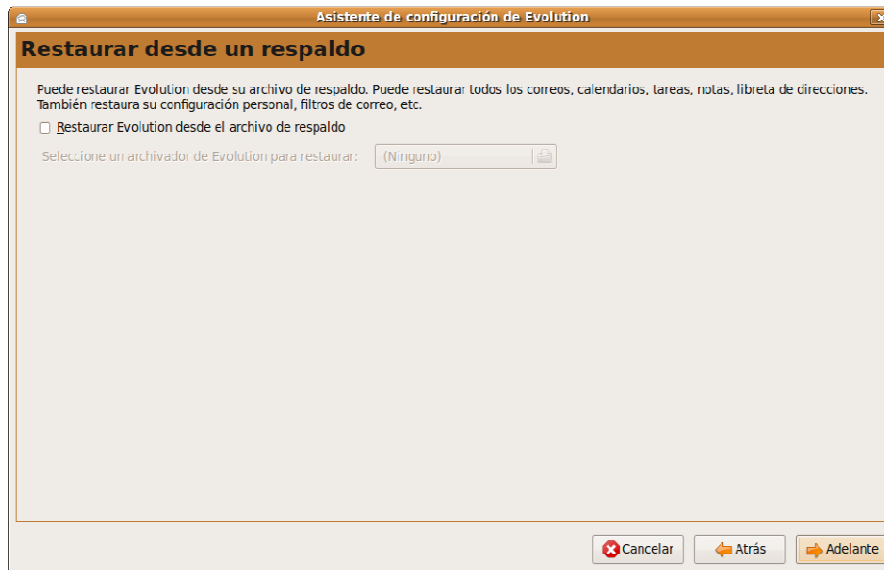 Asistente de configuración de Evolution
Restaurar desde un respaldo
Puede restaurar Evolution desde su archivo de respaldo. Puede restaurar todos los correos, calendarios, tareas, notas, libreta de direcciones.
También restaura su configuración personal, filtros de correo, etc.
Restaurar Evolution desde el archivo de respaldo
Seleccione un archivador de Evolution para restaurar: (Ninguno)
Cancelar Atrás Adelante